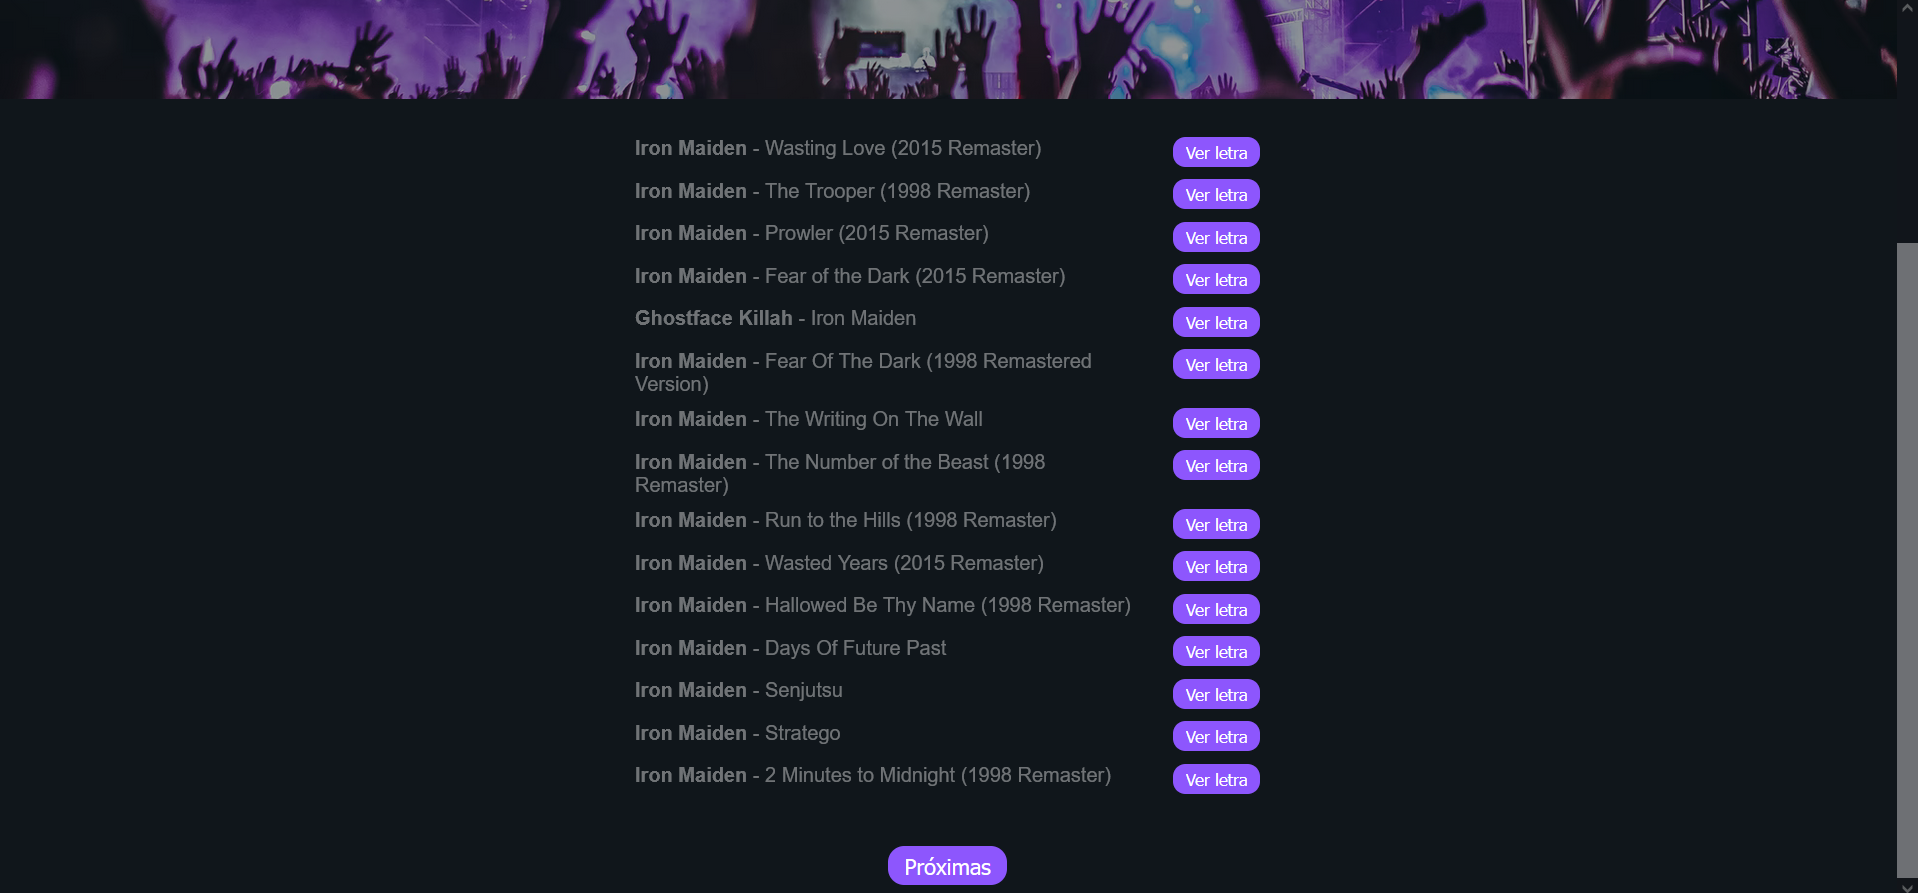 Iron Maiden - Wasting Love (2015 Remaster) Ver letra
Iron Maiden - The Trooper (1998 Remaster) Ver letra
Iron Maiden - Prowler (2015 Remaster) Ver letra
Iron Maiden - Fear of the Dark (2015 Remaster) Ver letra
Ghostface Killah - Iron Maiden Ver letra
Iron Maiden - Fear Of The Dark (1998 Remastered Ver letra
Version)
Iron Maiden - The Writing On The Wall Ver letra
Iron Maiden - The Number of the Beast (1998 Ver letra
Remaster)
Iron Maiden - Run to the Hills (1998 Remaster) Ver letra
Iron Maiden - Wasted Years (2015 Remaster) Ver letra
Iron Maiden - Hallowed Be Thy Name (1998 Remaster) Ver letra
Iron Maiden - Days Of Future Past Ver letra
Iron Maiden - Senjutsu Ver letra
Iron Maiden - Stratego Ver letra
Iron Maiden - 2 Minutes to Midnight (1998 Remaster) Ver letra
Próximas